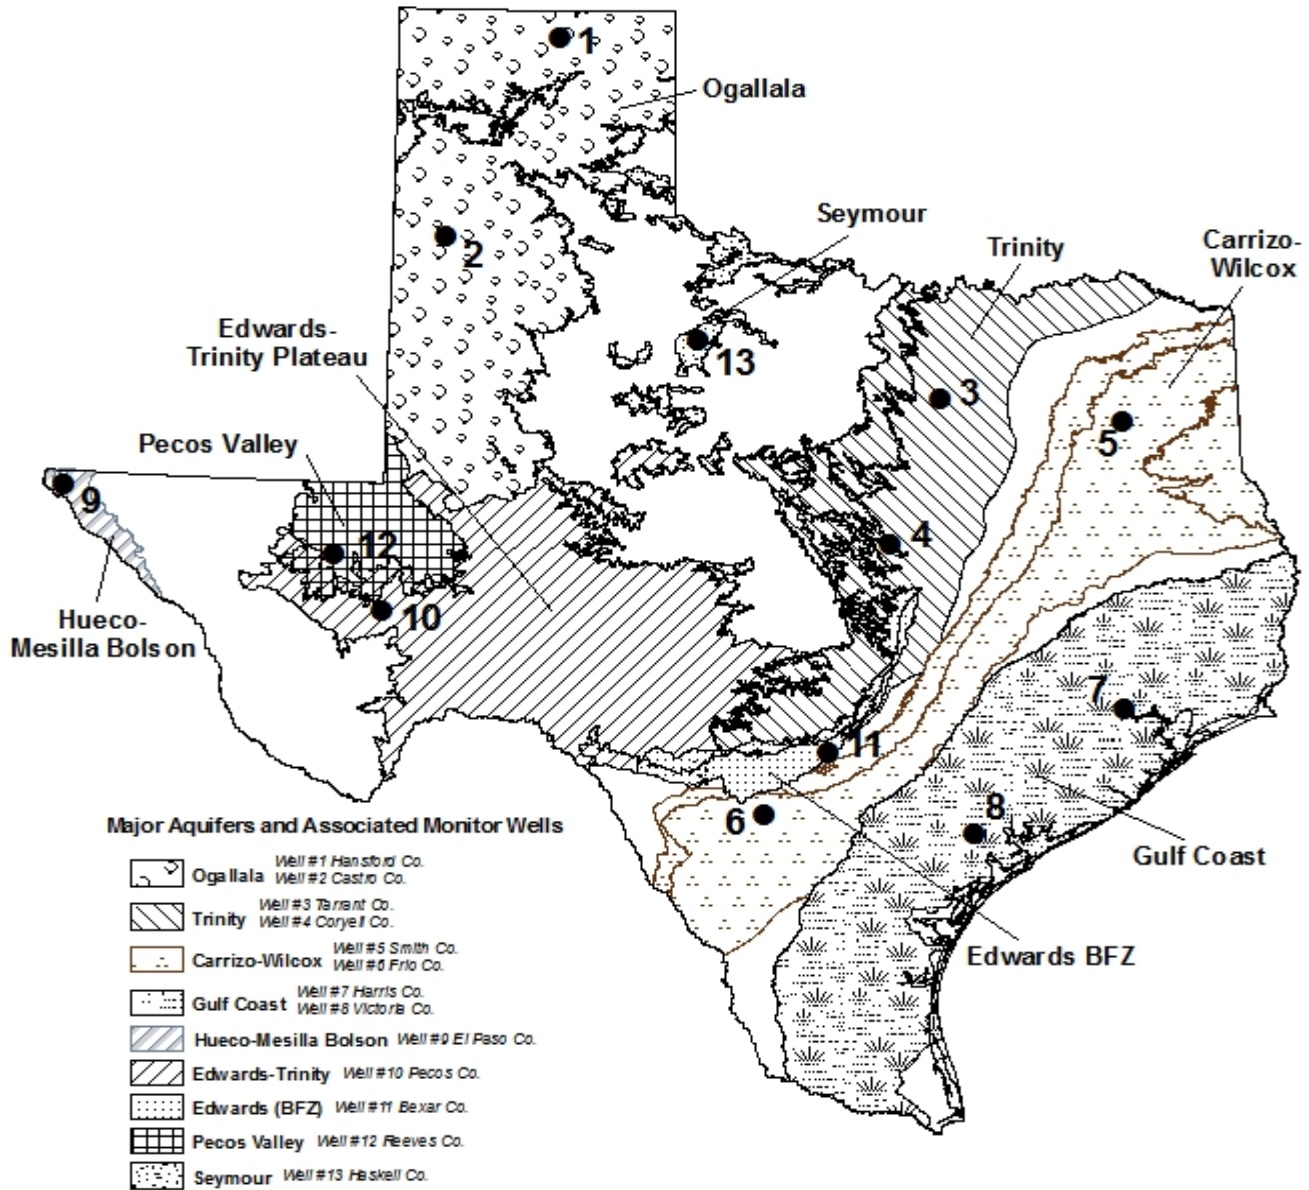 1
Ogallala
Seymour
Trinity
Carrizo-
Wilcox
2
Edwards-
Trinity Plateau
13
3
5
Pecos Valley
9
12
4
10
Hueco-
Mesilla Bolson
7
11
6
8
Gulf Coast
Edwards BFZ
Major Aquifers and Associated Monitor Wells
Ogallala Well #1 Hansford Co.
Well #2 Castro Co.
Trinity Well #3 Tarrant Co.
Well #4 Coryell Co.
Carrizo-Wilcox Well #5 Smith Co.
Well #6 Frio Co.
Gulf Coast Well #7 Harris Co.
Well #8 Victoria Co.
Hueco-Mesilla Bolson Well #9 El Paso Co.
Edwards-Trinity Well #10 Pecos Co.
Edwards (BFZ) Well #11 Bexar Co.
Pecos Valley Well #12 Reeves Co.
Seymour Well #13 Haskell Co.